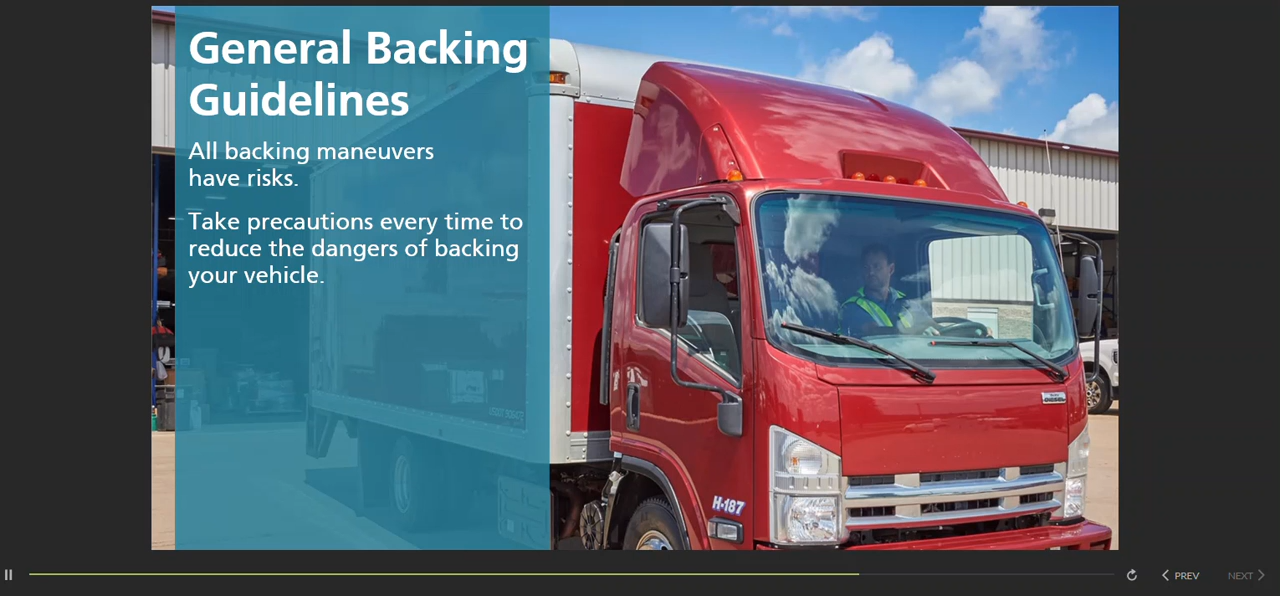 General Backing
Guidelines
All backing maneuvers
have risks.
Take precautions every time to
reduce the dangers of backing
your vehicle.
H-187
PREV
NEXT